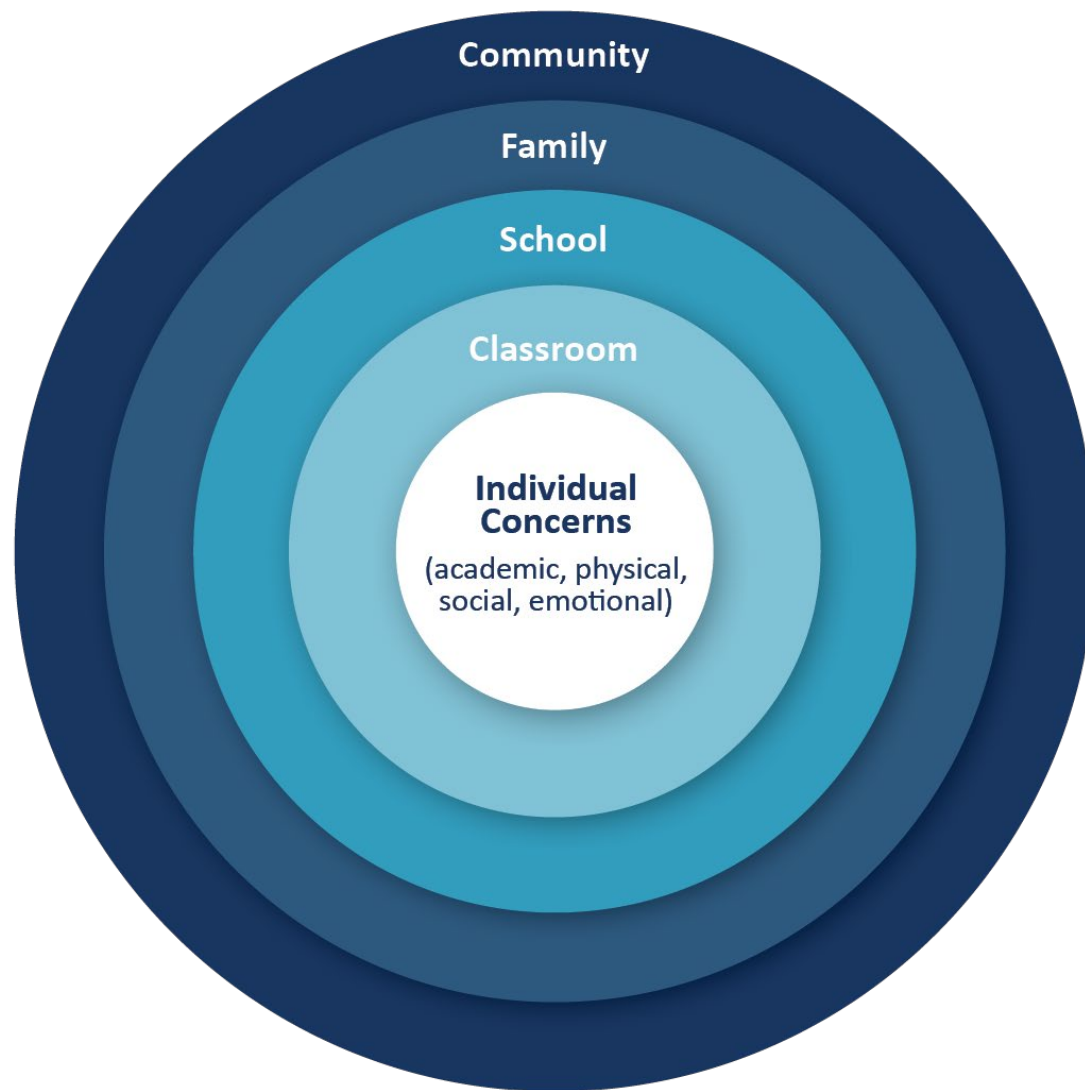 Community
Family
School
Classroom
Individual
Concerns
(academic, physical,
social, emotional)